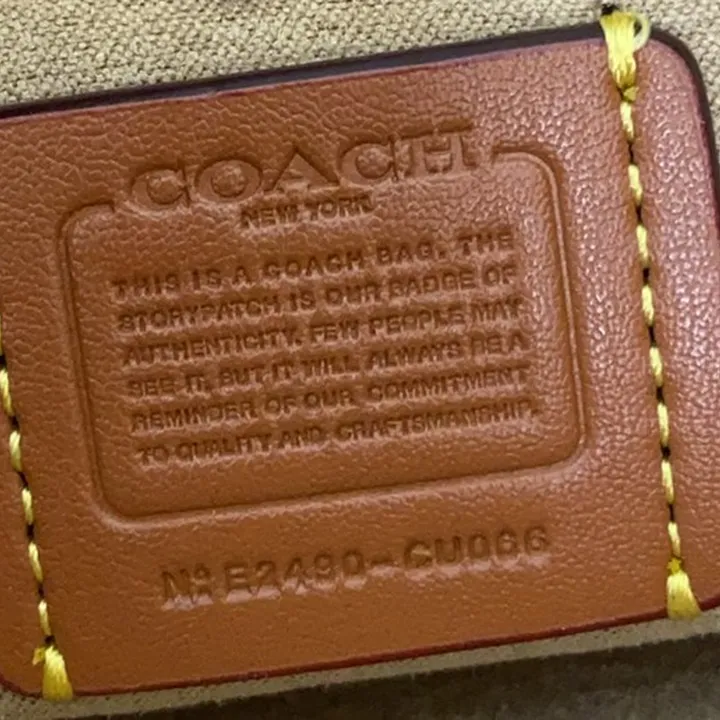 COACH
NEW YORK
THIS IS A COACH BAG. THE
STORYPATCH IS OUR BADGE OF
AUTHENTICITY. FEW PEOPLE MAY
SEE IT, BUT IT WILL ALWAYS BE A
REMINDER OF OUR COMMITMENT
TO QUALITY AND CRAFTSMANSHIP.
Nº E2490-CU066